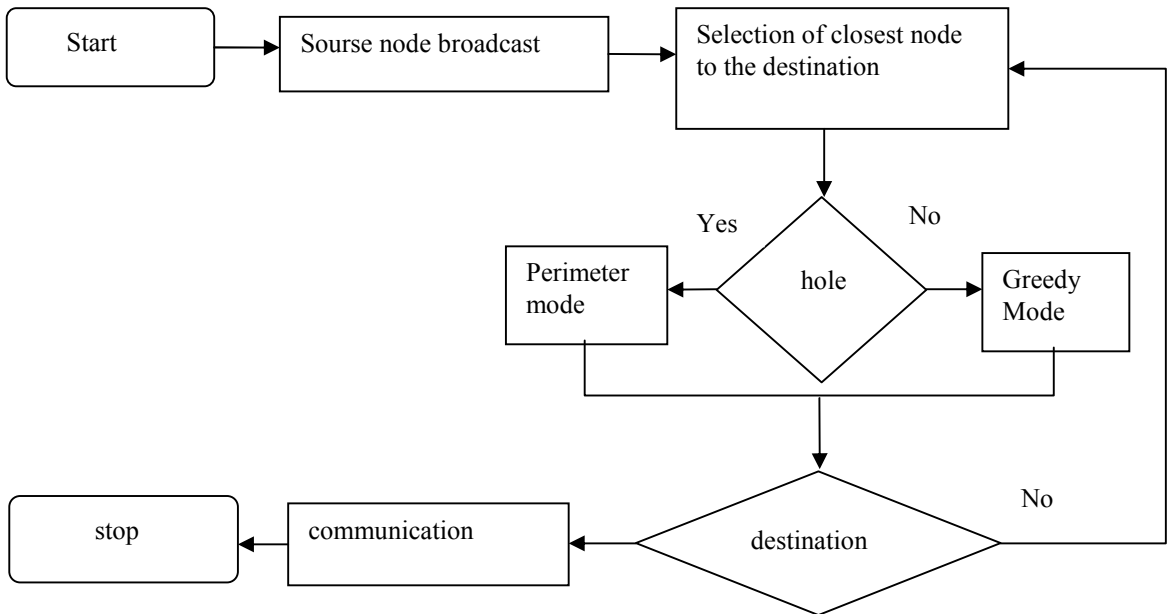 Start
Sourse node broadcast
Selection of closest node
to the destination
Yes
No
Perimeter
mode
hole
Greedy
Mode
No
stop
communication
destination